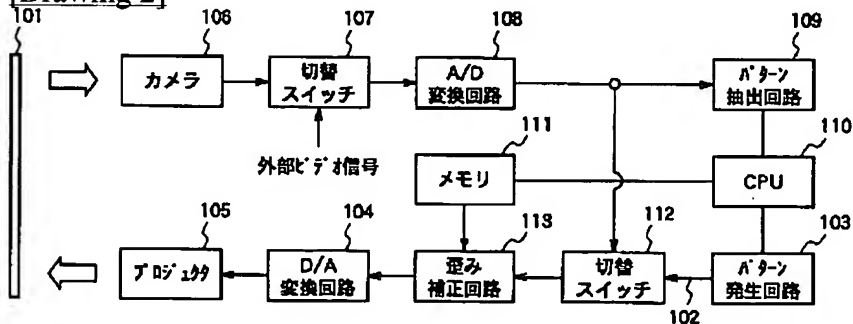 [Drawing 2]
101
106
107
108
109
カメラ
切替
スイッチ
A/D
変換回路
パターン
抽出回路
外部ビデオ信号
111
110
メモリ
CPU
105
104
113
112
103
プロジェクタ
D/A
変換回路
歪み
補正回路
切替
スイッチ
パターン
発生回路
102